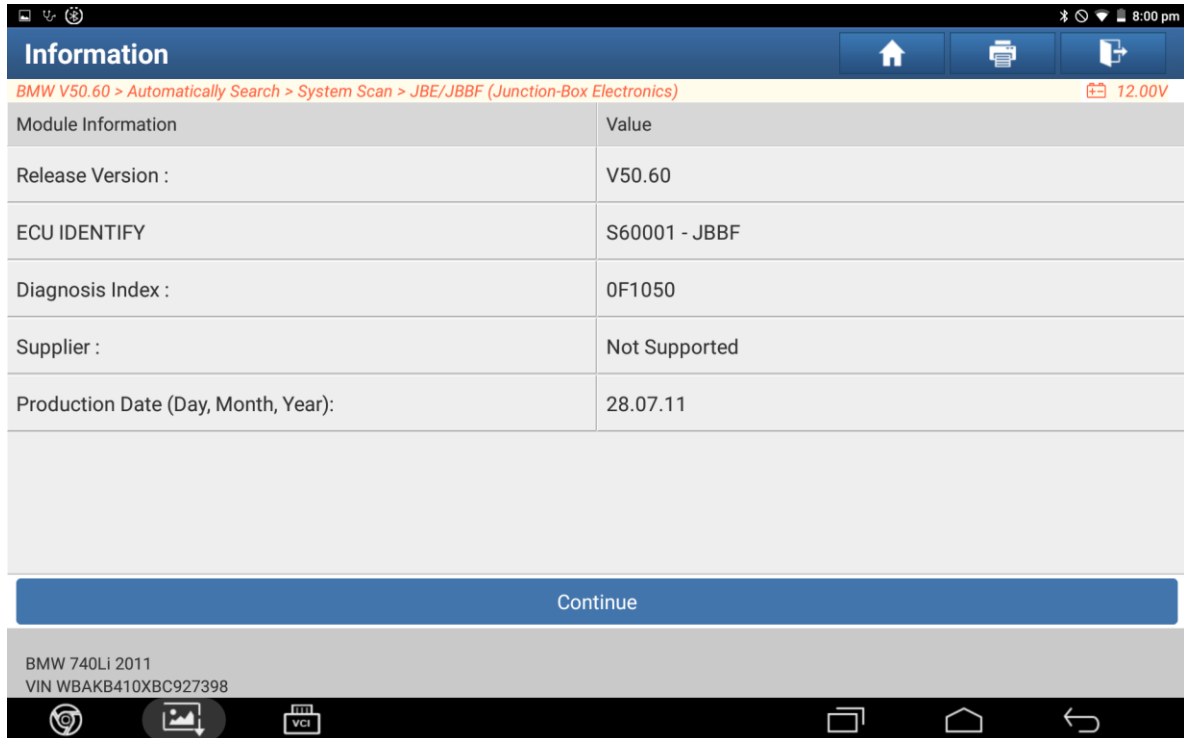 8:00 pm
Information
BMW V50.60 > Automatically Search > System Scan > JBE/JBBF (Junction-Box Electronics) 12.00V
Module Information Value
Release Version : V50.60
ECU IDENTIFY S60001 - JBBF
Diagnosis Index : 0F1050
Supplier : Not Supported
Production Date (Day, Month, Year): 28.07.11
Continue
BMW 740Li 2011
VIN WBAKB410XBC927398
VCI